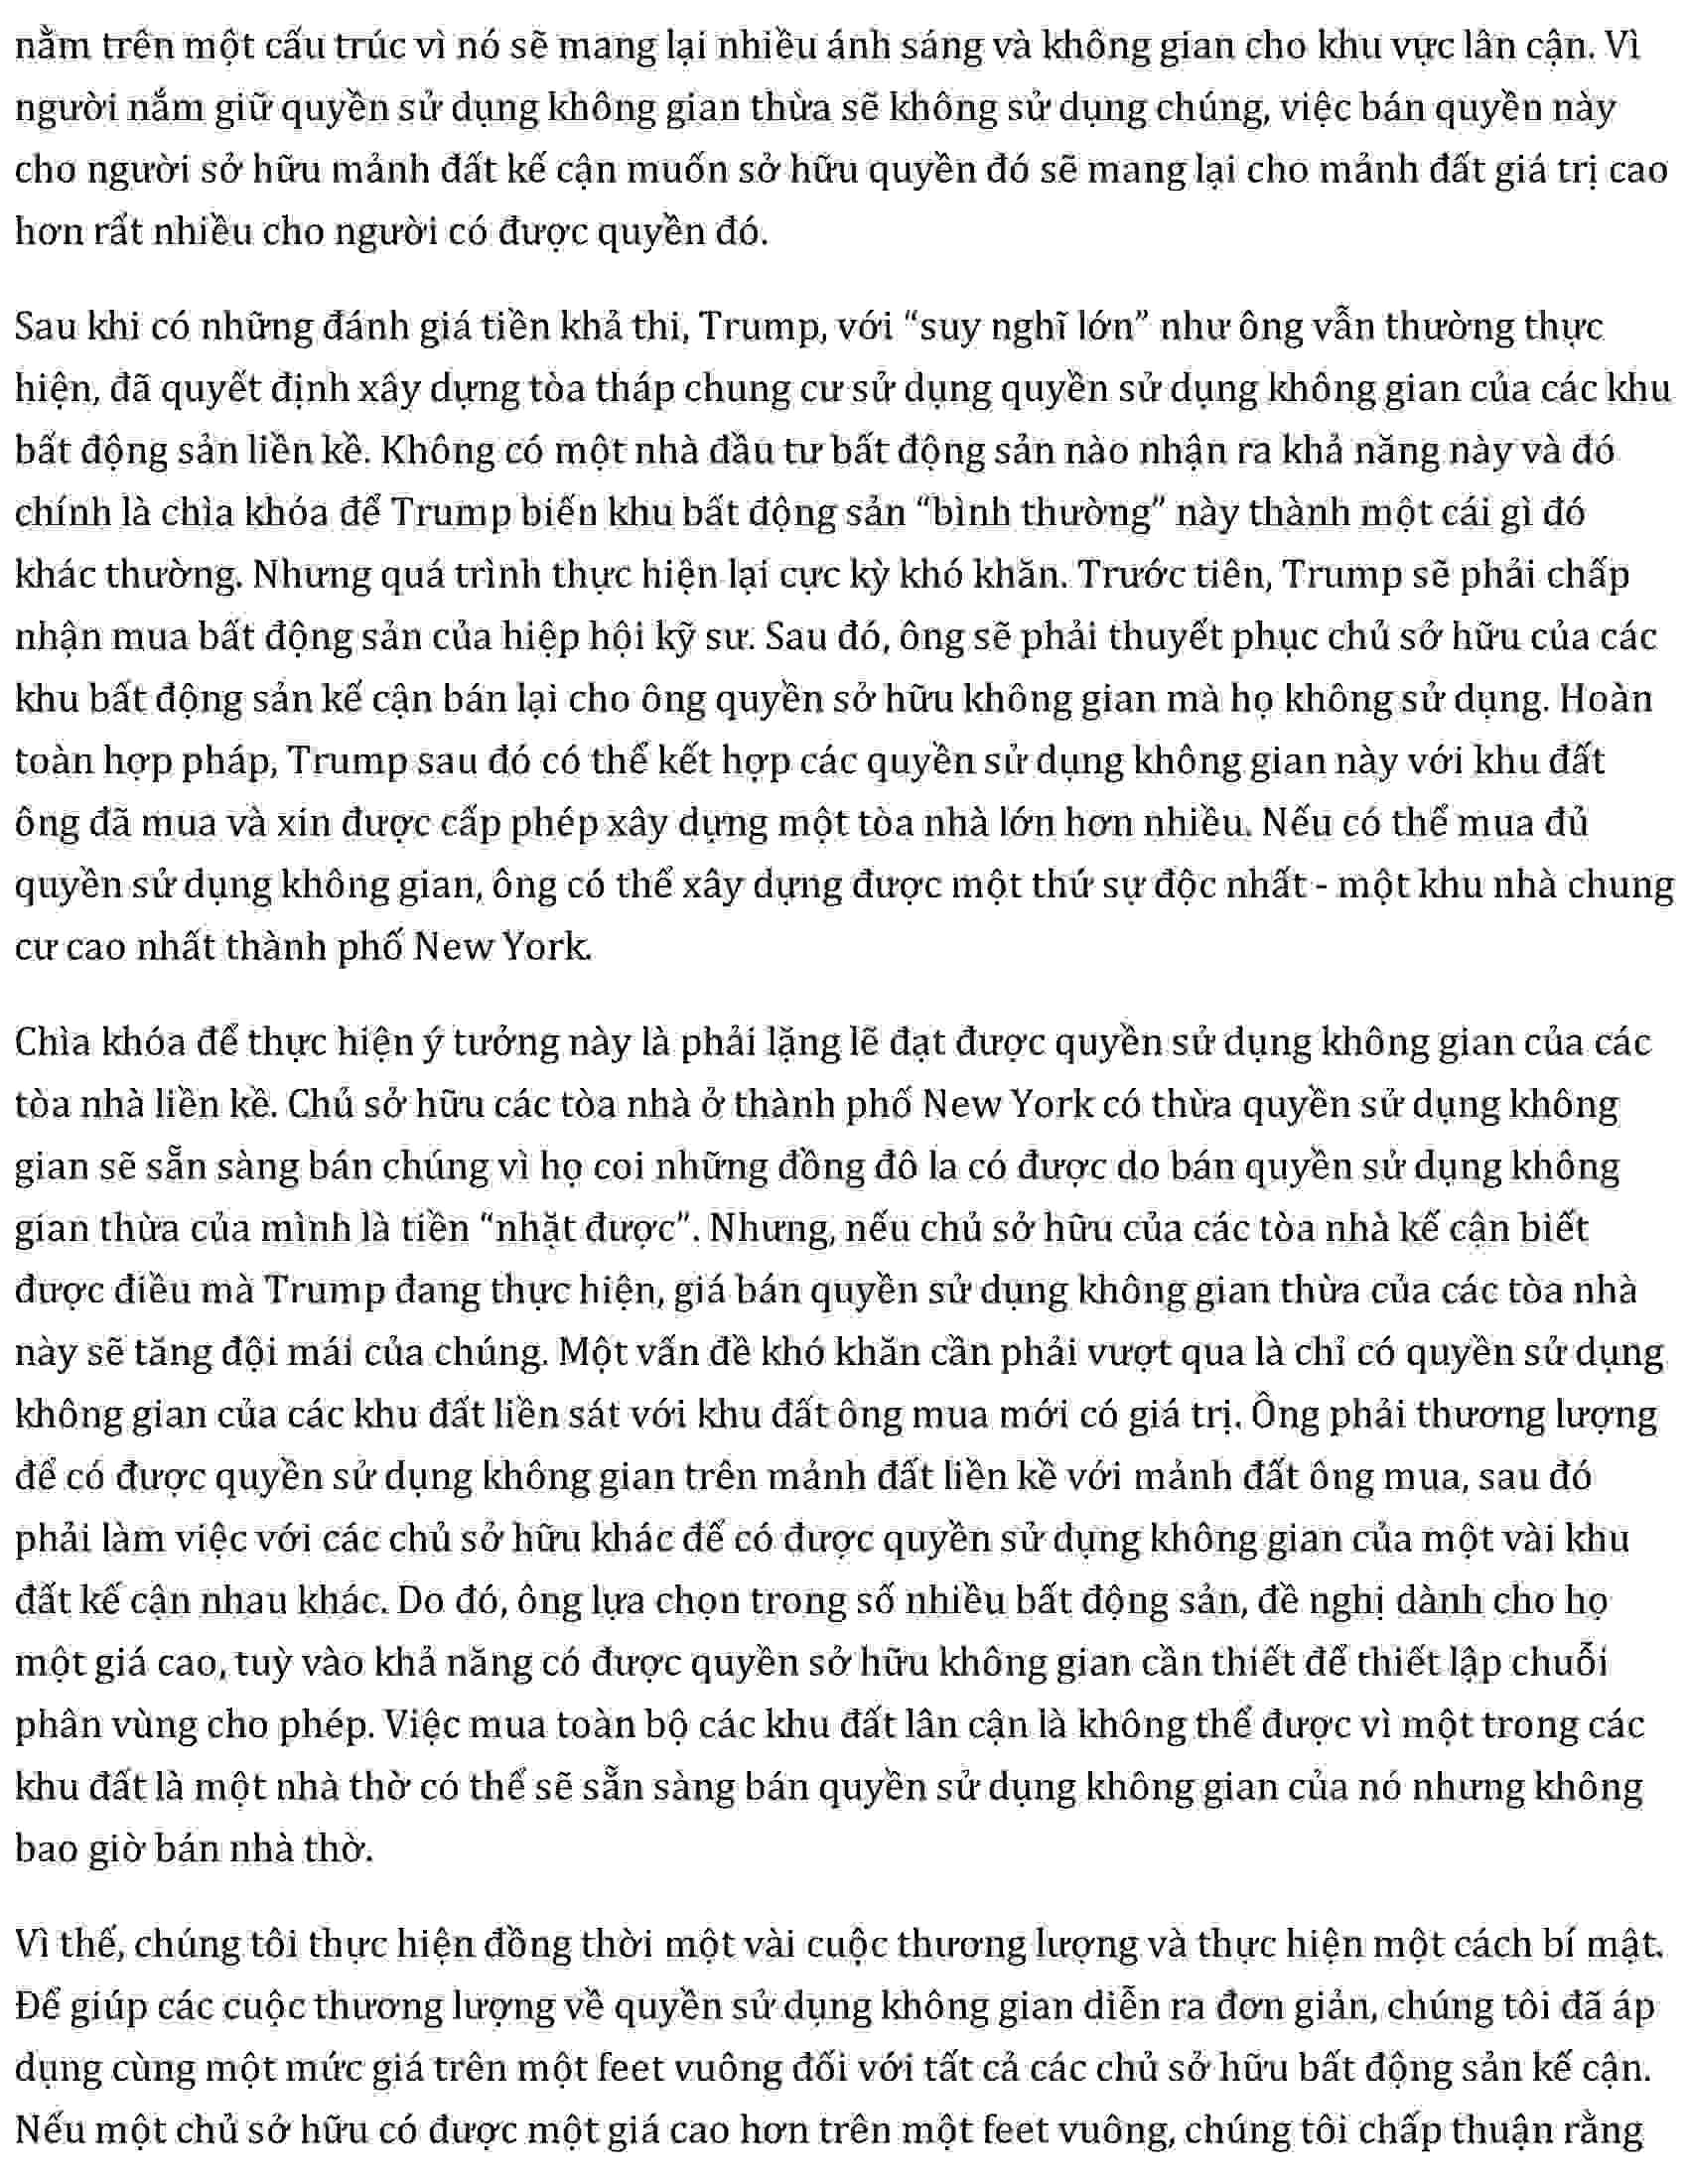 nằm trên một cấu trúc vì nó sẽ mang lại nhiều ánh sáng và không gian cho khu vực lân cận. Vì
người nắm giữ quyền sử dụng không gian thừa sẽ không sử dụng chúng, việc bán quyền này
cho người sở hữu mảnh đất kế cận muốn sở hữu quyền đó sẽ mang lại cho mảnh đất giá trị cao
hơn rất nhiều cho người có được quyền đó.
Sau khi có những đánh giá tiền khả thi, Trump, với “suy nghĩ lớn” như ông vẫn thường thực
hiện, đã quyết định xây dựng tòa tháp chung cư sử dụng quyền sử dụng không gian của các khu
bất động sản liền kề. Không có một nhà đầu tư bất động sản nào nhận ra khả năng này và đó
chính là chìa khóa để Trump biến khu bất động sản “bình thường” này thành một cái gì đó
khác thường. Nhưng quá trình thực hiện lại cực kỳ khó khăn. Trước tiên, Trump sẽ phải chấp
nhận mua bất động sản của hiệp hội kỹ sư. Sau đó, ông sẽ phải thuyết phục chủ sở hữu của các
khu bất động sản kế cận bán lại cho ông quyền sở hữu không gian mà họ không sử dụng. Hoàn
toàn hợp pháp, Trump sau đó có thể kết hợp các quyền sử dụng không gian này với khu đất
ông đã mua và xin được cấp phép xây dựng một tòa nhà lớn hơn nhiều. Nếu có thể mua đủ
quyền sử dụng không gian, ông có thể xây dựng được một thứ sự độc nhất - một khu nhà chung
cư cao nhất thành phố New York.
Chìa khóa để thực hiện ý tưởng này là phải lặng lẽ đạt được quyền sử dụng không gian của các
tòa nhà liền kề. Chủ sở hữu các tòa nhà ở thành phố New York có thừa quyền sử dụng không
gian sẽ sẵn sàng bán chúng vì họ coi những đồng đô la có được do bán quyền sử dụng không
gian thừa của mình là tiền “nhặt được”. Nhưng, nếu chủ sở hữu của các tòa nhà kế cận biết
được điều mà Trump đang thực hiện, giá bán quyền sử dụng không gian thừa của các tòa nhà
này sẽ tăng đội mái của chúng. Một vấn đề khó khăn cần phải vượt qua là chỉ có quyền sử dụng
không gian của các khu đất liền sát với khu đất ông mua mới có giá trị. Ông phải thương lượng
để có được quyền sử dụng không gian trên mảnh đất liền kề với mảnh đất ông mua, sau đó
phải làm việc với các chủ sở hữu khác để có được quyền sử dụng không gian của một vài khu
đất kế cận nhau khác. Do đó, ông lựa chọn trong số nhiều bất động sản, đề nghị dành cho họ
một giá cao, tuỳ vào khả năng có được quyền sở hữu không gian cần thiết để thiết lập chuỗi
phân vùng cho phép. Việc mua toàn bộ các khu đất lân cận là không thể được vì một trong các
khu đất là một nhà thờ có thể sẽ sẵn sàng bán quyền sử dụng không gian của nó nhưng không
bao giờ bán nhà thờ.
Vì thế, chúng tôi thực hiện đồng thời một vài cuộc thương lượng và thực hiện một cách bí mật.
Để giúp các cuộc thương lượng về quyền sử dụng không gian diễn ra đơn giản, chúng tôi đã áp
dụng cùng một mức giá trên một feet vuông đối với tất cả các chủ sở hữu bất động sản kế cận.
Nếu một chủ sở hữu có được một giá cao hơn trên một feet vuông, chúng tôi chấp thuận rằng